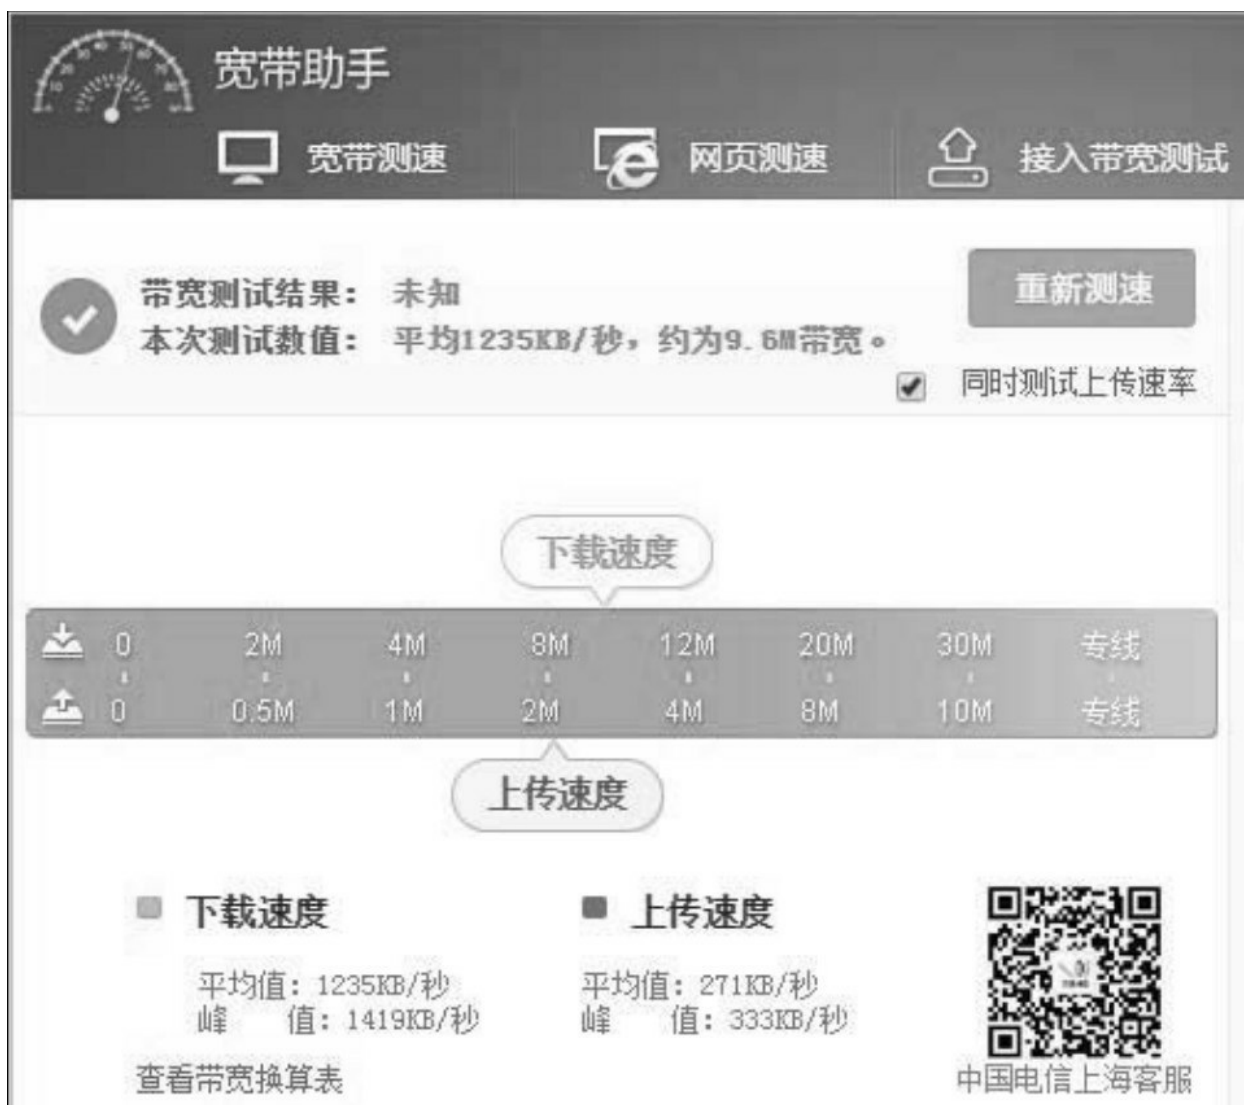 宽带助手
宽带测速 网页测速 接入带宽测试
带宽测试结果： 未知
重新测速
本次测试数值： 平均1235KB/秒，约为9.6M带宽。
同时测试上传速率
下载速度
0 2M 4M 8M 12M 20M 30M 专线
0 0.5M 1M 2M 4M 8M 10M 专线
上传速度
下载速度 上传速度
平均值：1235KB/秒 平均值：271KB/秒
峰 值：1419KB/秒 峰 值：333KB/秒
查看带宽换算表 中国电信上海客服